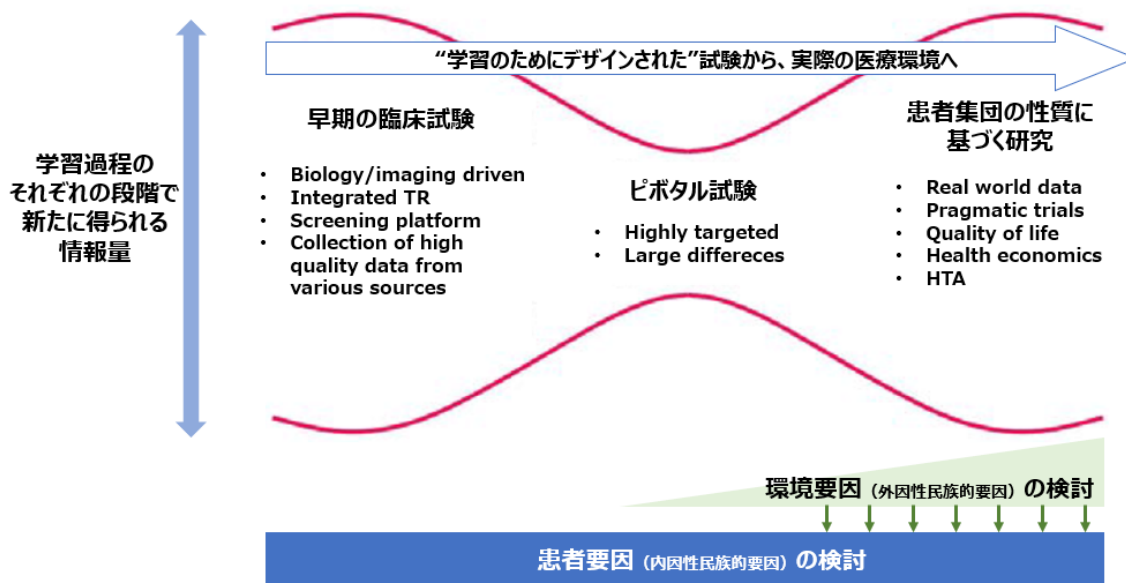 “学習のためにデザインされた”試験から、実際の医療環境へ
学習過程の
それぞれの段階で
新たに得られる
情報量
早期の臨床試験
• Biology/imaging driven
• Integrated TR
• Screening platform
• Collection of high
quality data from
various sources
ピボタル試験
• Highly targeted
• Large differeces
患者集団の性質に
基づく研究
• Real world data
• Pragmatic trials
• Quality of life
• Health economics
• HTA
環境要因（外因性民族的要因）の検討
患者要因（内因性民族的要因）の検討